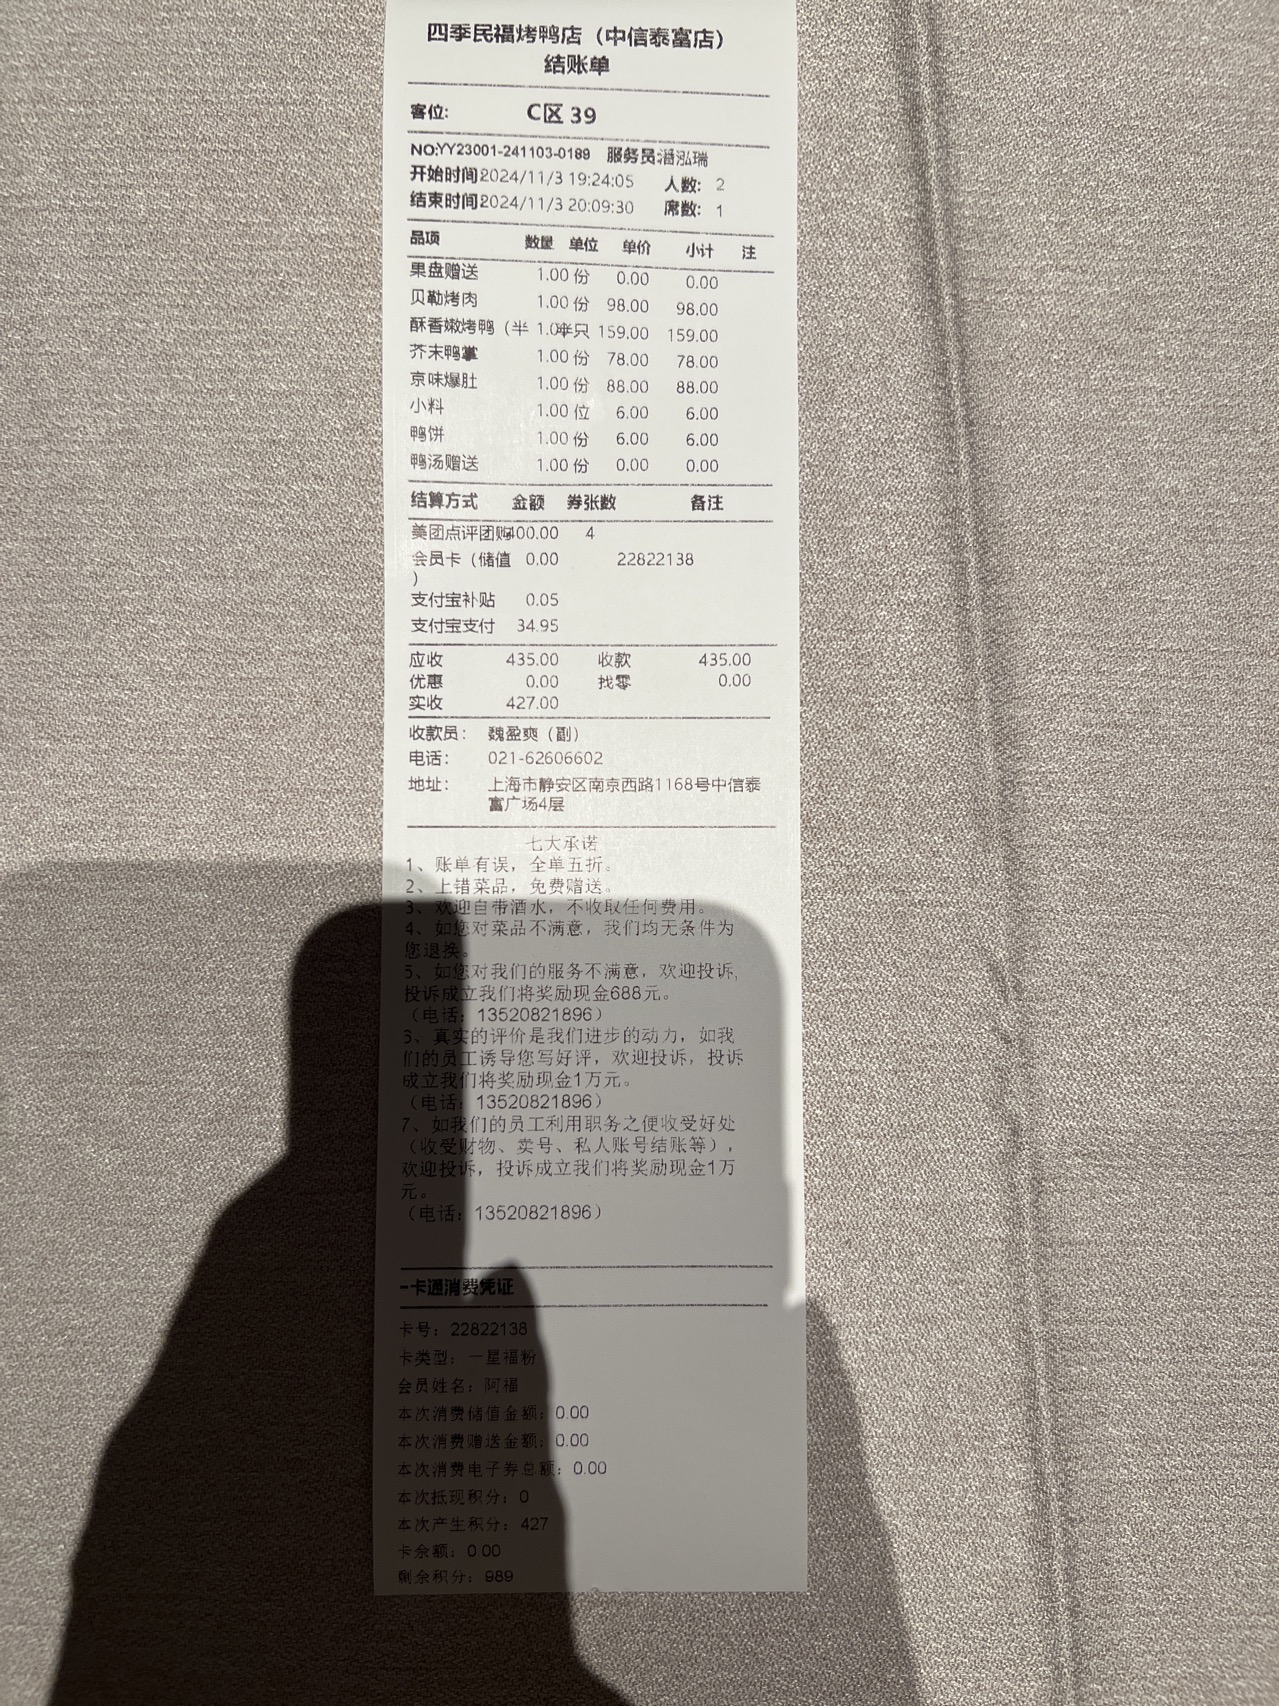 四季民福烤鸭店（中信泰富店）
结账单
客位: C区 39
NO:YY23001-241103-0189 服务员:潘泓瑞
开始时间2024/11/3 19:24:05 人数: 2
结束时间2024/11/3 20:09:30 席数: 1
品项 数量 单位 单价 小计 注
果盘赠送 1.00 份 0.00 0.00
贝勒烤肉 1.00 份 98.00 98.00
酥香嫩烤鸭（半 1.0半只 159.00 159.00
芥末鸭掌 1.00 份 78.00 78.00
京味爆肚 1.00 份 88.00 88.00
小料 1.00 位 6.00 6.00
鸭饼 1.00 份 6.00 6.00
鸭汤赠送 1.00 份 0.00 0.00
结算方式 金额 券张数 备注
美团点评团购400.00 4
会员卡（储值 0.00 22822138
）
支付宝补贴 0.05
支付宝支付 34.95
应收 435.00 收款 435.00
优惠 0.00 找零 0.00
实收 427.00
收款员: 魏盈爽（副）
电话: 021-62606602
地址: 上海市静安区南京西路1168号中信泰
富广场4层
七大承诺
1、账单有误，全单五折。
2、上错菜品，免费赠送。
3、欢迎自带酒水，不收取任何费用。
4、如您对菜品不满意，我们均无条件为
您退换。
5、如您对我们的服务不满意，欢迎投诉，
投诉成立我们将奖励现金688元。
（电话：13520821896）
6、真实的评价是我们进步的动力，如我
们的员工诱导您写好评，欢迎投诉，投诉
成立我们将奖励现金1万元。
（电话：13520821896）
7、如我们的员工利用职务之便收受好处
（收受财物、卖号、私人账号结账等），
欢迎投诉，投诉成立我们将奖励现金1万
元。
（电话：13520821896）
一卡通消费凭证
卡号：22822138
卡类型：一星福粉
会员姓名：阿福
本次消费储值金额：0.00
本次消费赠送金额：0.00
本次消费电子券总额：0.00
本次抵现积分：0
本次产生积分：427
卡余额：0.00
剩余积分：989